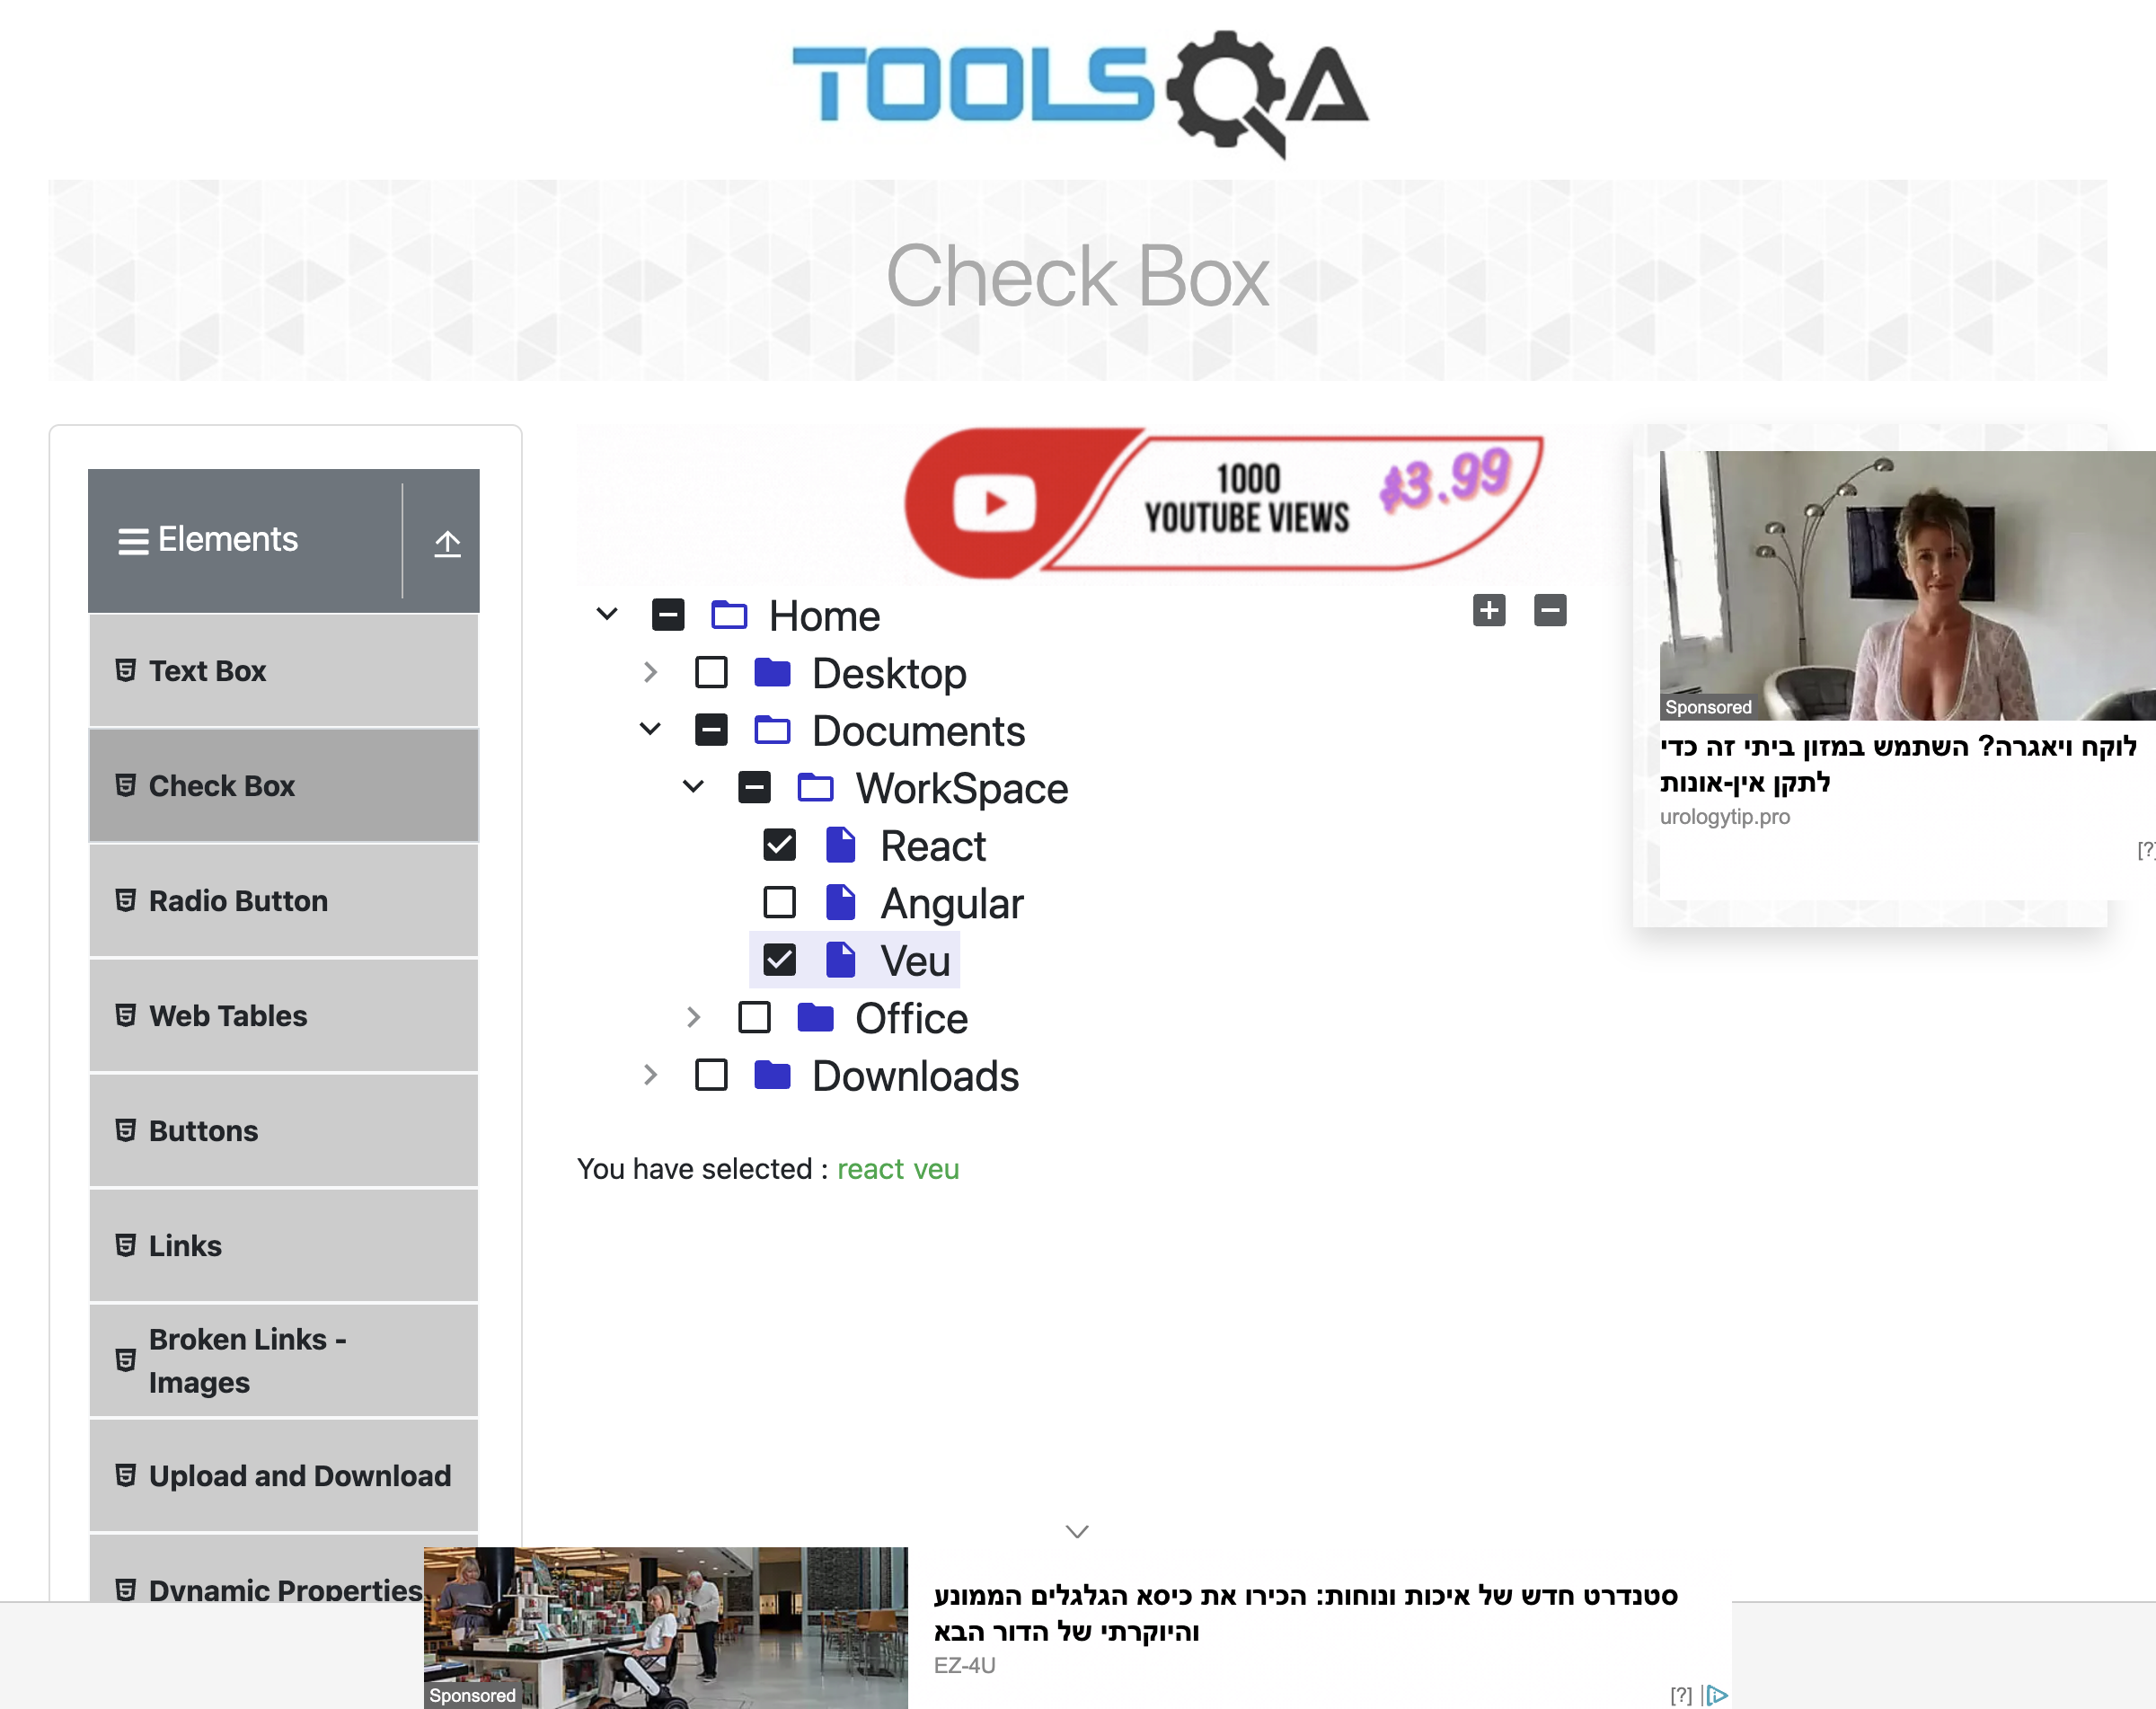 TOOLSQA
Check Box
Elements
Text Box
Check Box
Radio Button
Web Tables
Buttons
Links
Broken Links -
Images
Upload and Download
Dynamic Properties
1000
YOUTUBE VIEWS
$3.99
Home
Desktop
Documents
WorkSpace
React
Angular
Veu
Office
Downloads
You have selected : react veu
Sponsored
לוקח ויאגרה? השתמש במזון ביתי זה כדי
לתקן אין-אונות
urologytip.pro
[?]
Sponsored
סטנדרט חדש של איכות ונוחות: הכירו את כיסא הגלגלים הממונע
והיוקרתי של הדור הבא
EZ-4U
[?]